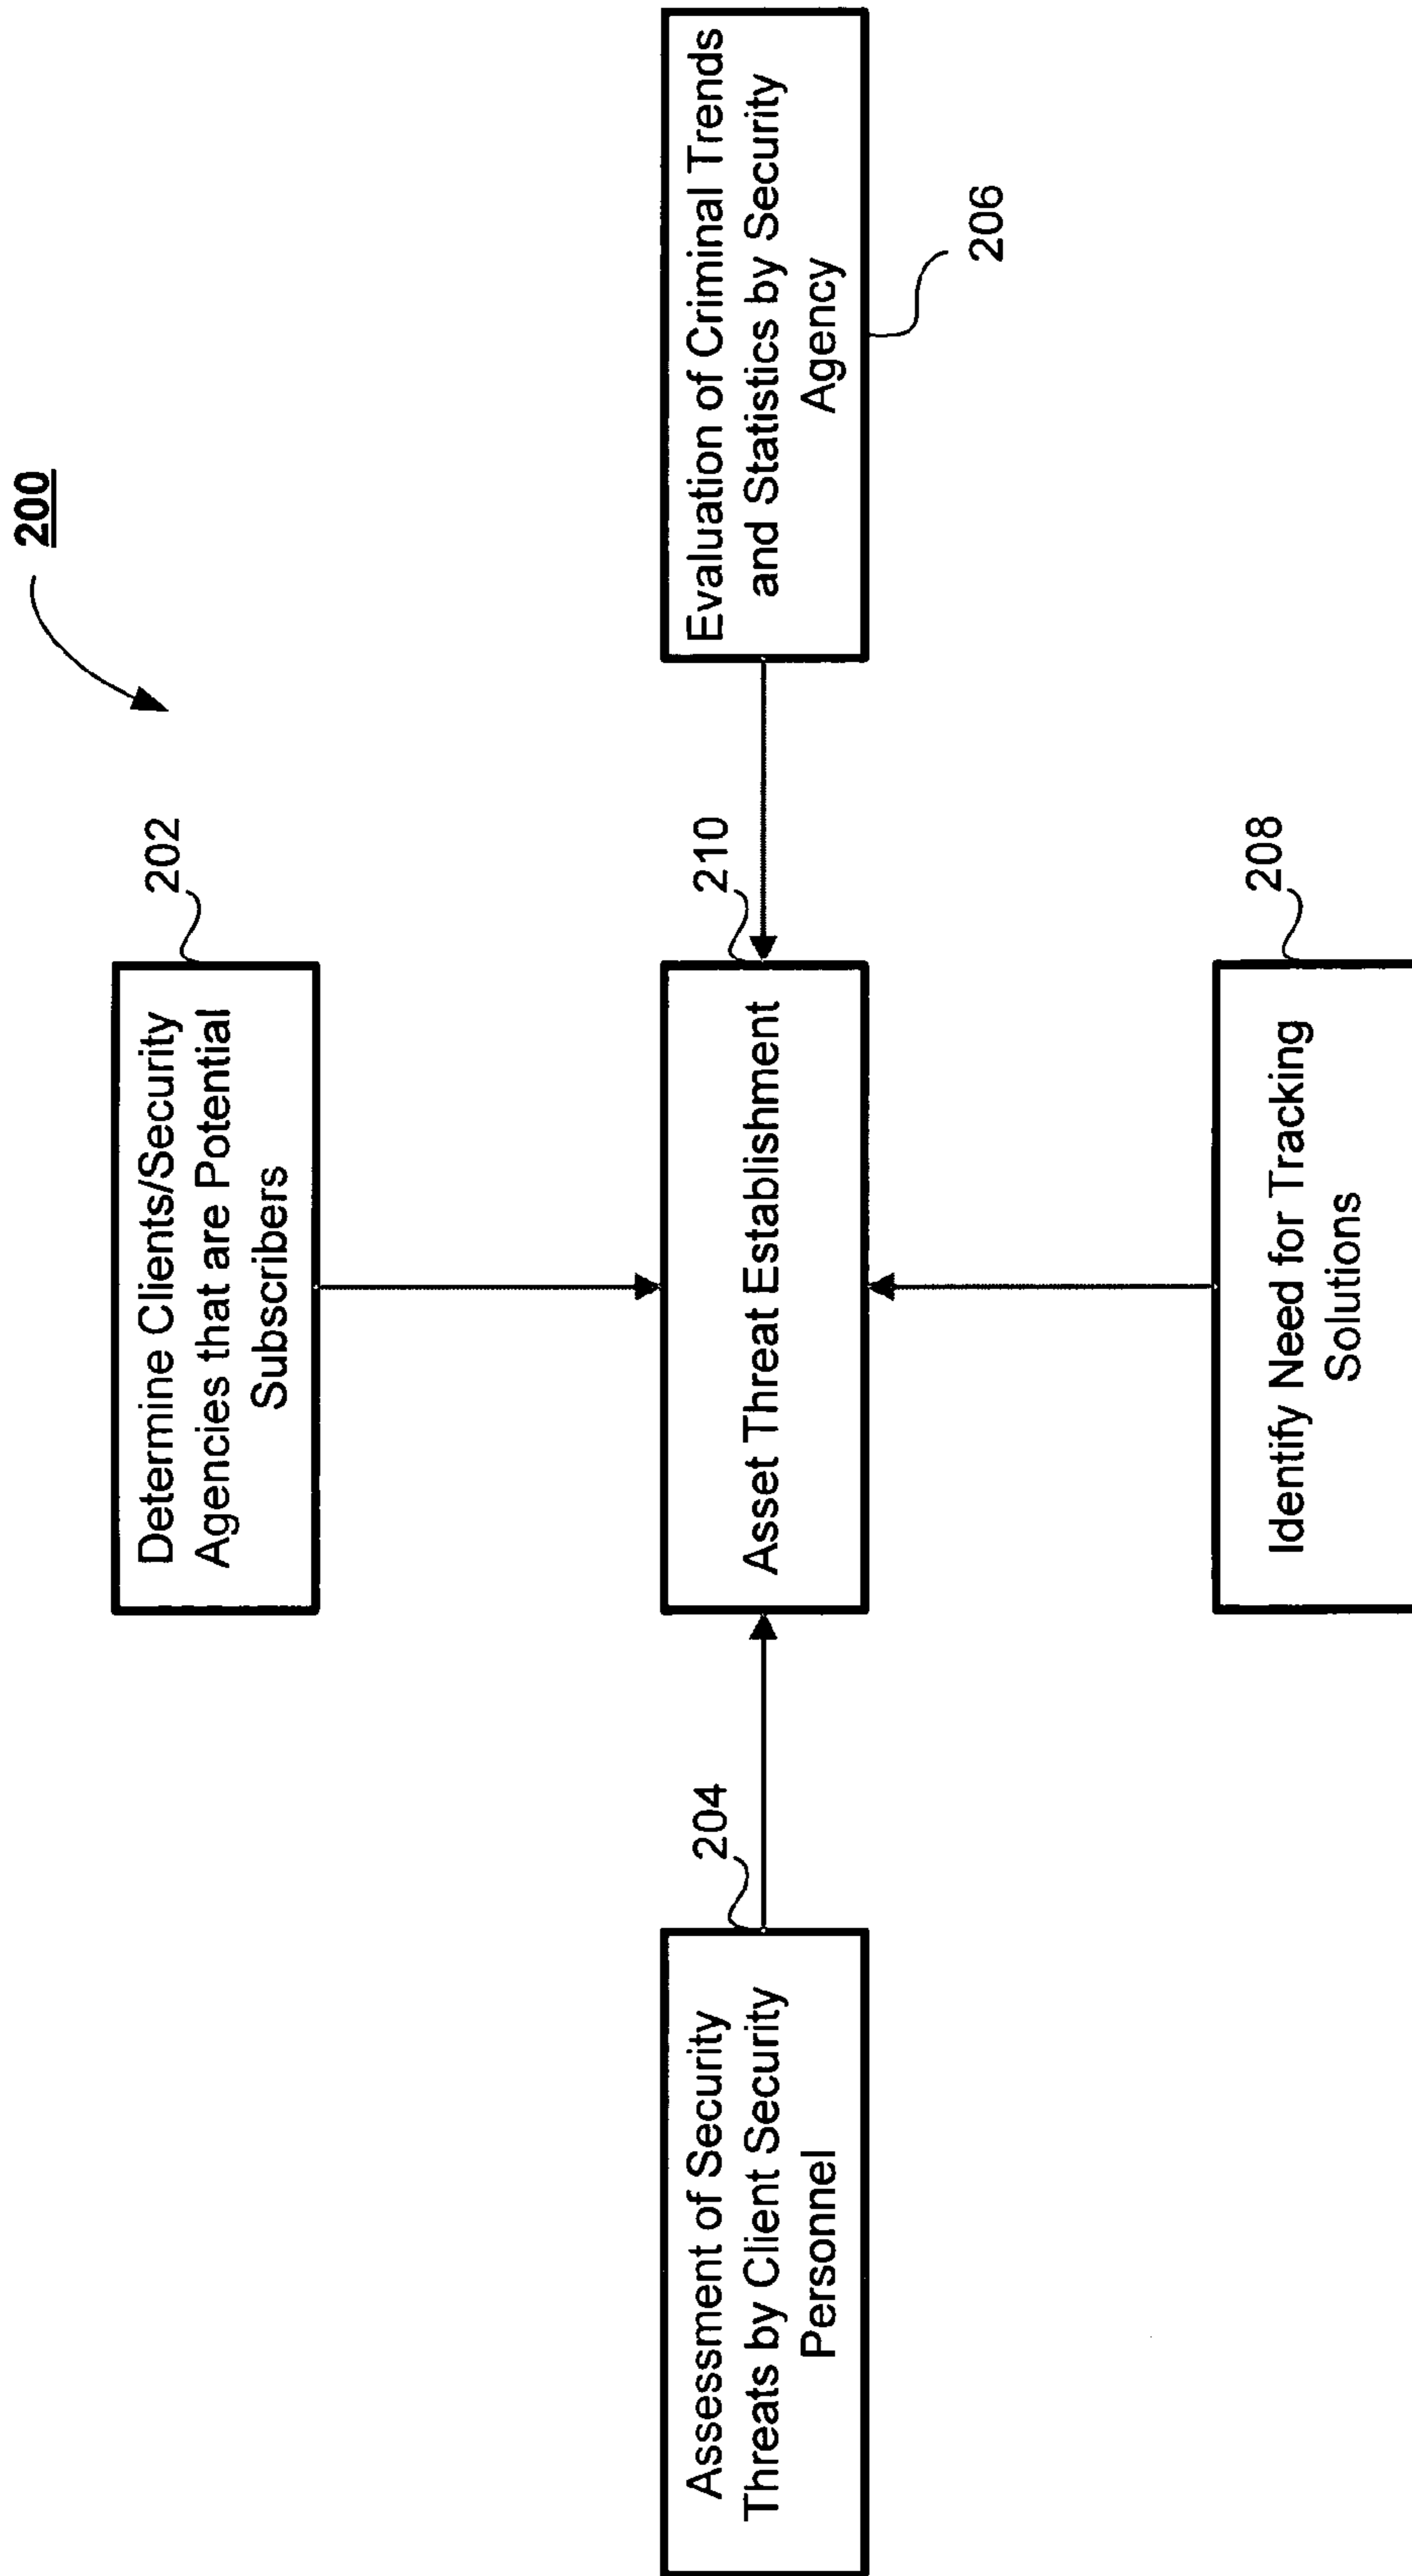 200
202
Determine Clients/Security
Agencies that are Potential
Subscribers
204
Assessment of Security
Threats by Client Security
Personnel
210
Asset Threat Establishment
Evaluation of Criminal Trends
and Statistics by Security
Agency
206
208
Identify Need for Tracking
Solutions